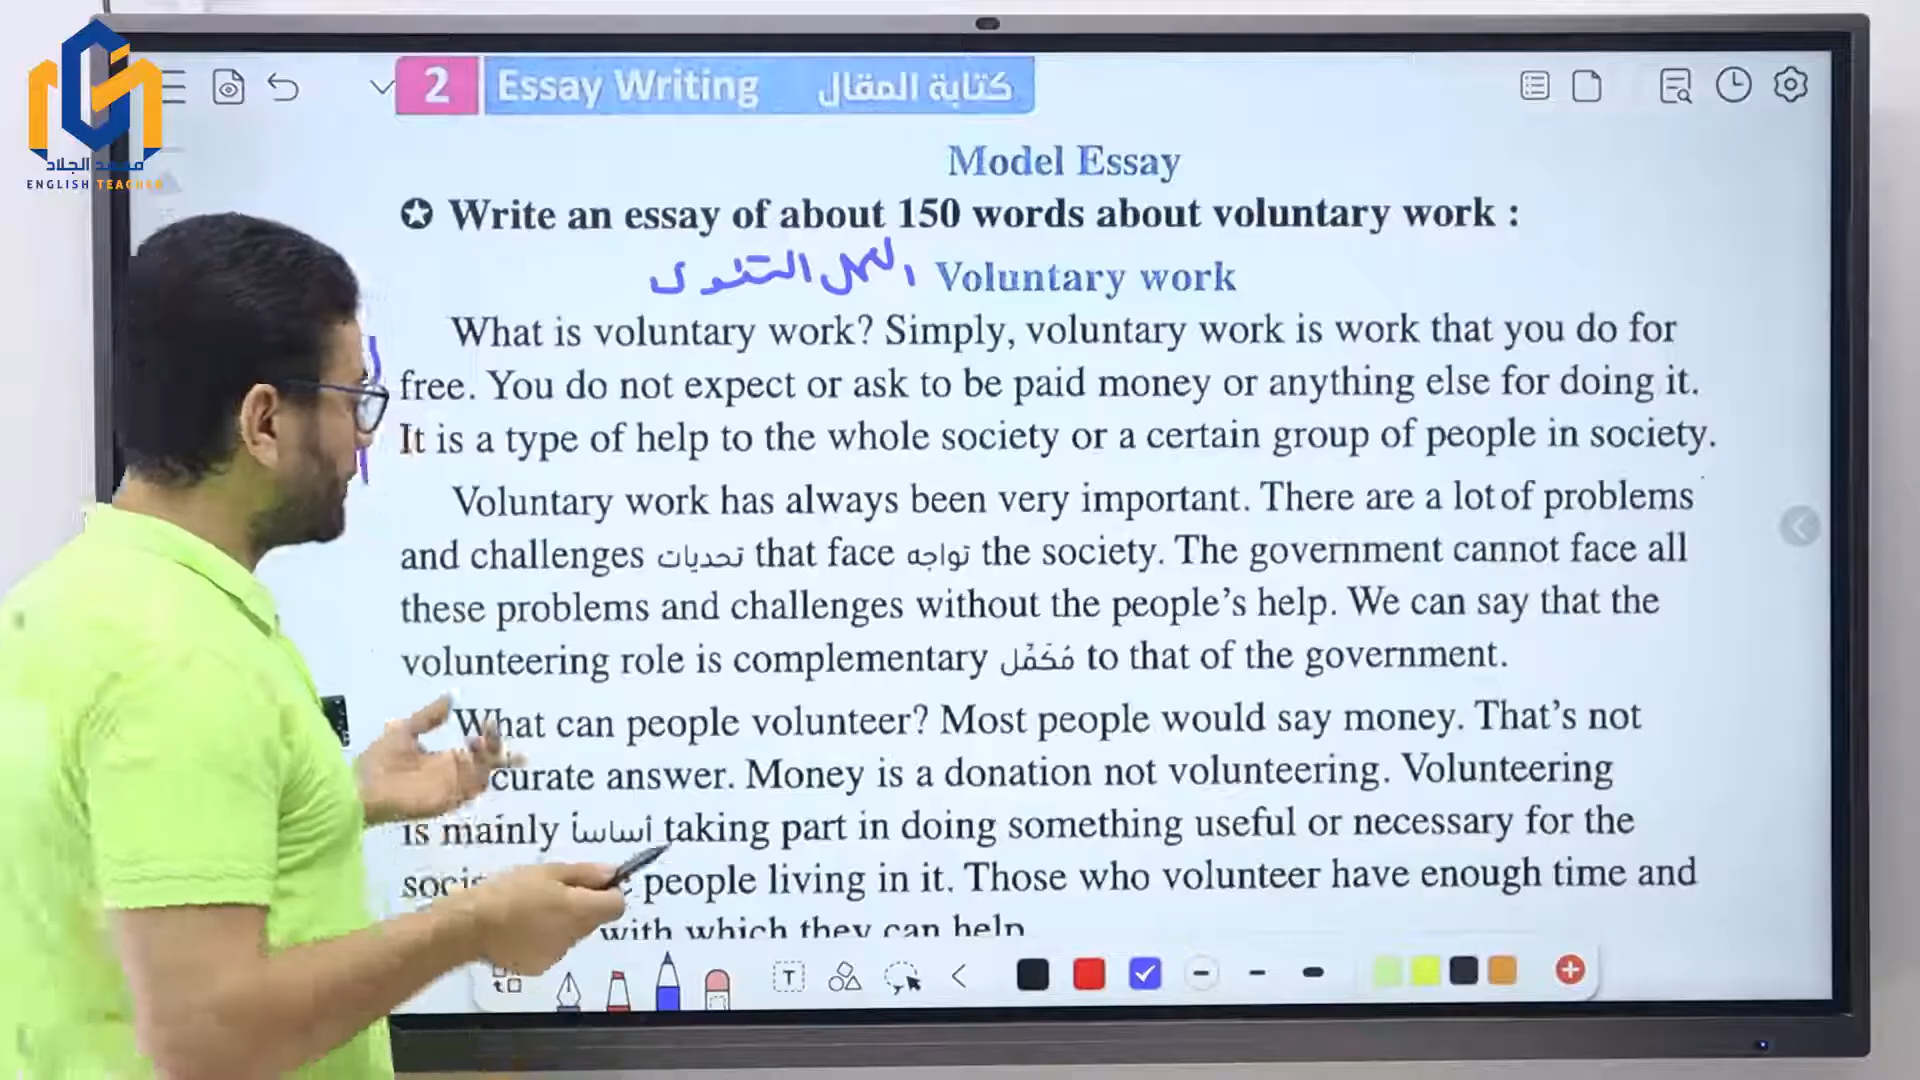 محمد الجلاد
ENGLISH TEACHER
2 Essay Writing كتابة المقال
Model Essay
Write an essay of about 150 words about voluntary work :
العمل التطوى Voluntary work
What is voluntary work? Simply, voluntary work is work that you do for
free. You do not expect or ask to be paid money or anything else for doing it.
It is a type of help to the whole society or a certain group of people in society.
Voluntary work has always been very important. There are a lot of problems
and challenges تحديات that face تواجه the society. The government cannot face all
these problems and challenges without the people's help. We can say that the
volunteering role is complementary مُكَمِّل to that of the government.
What can people volunteer? Most people would say money. That's not
curate answer. Money is a donation not volunteering. Volunteering
is mainly أساساً taking part in doing something useful or necessary for the
people living in it. Those who volunteer have enough time and
with which they can help
T